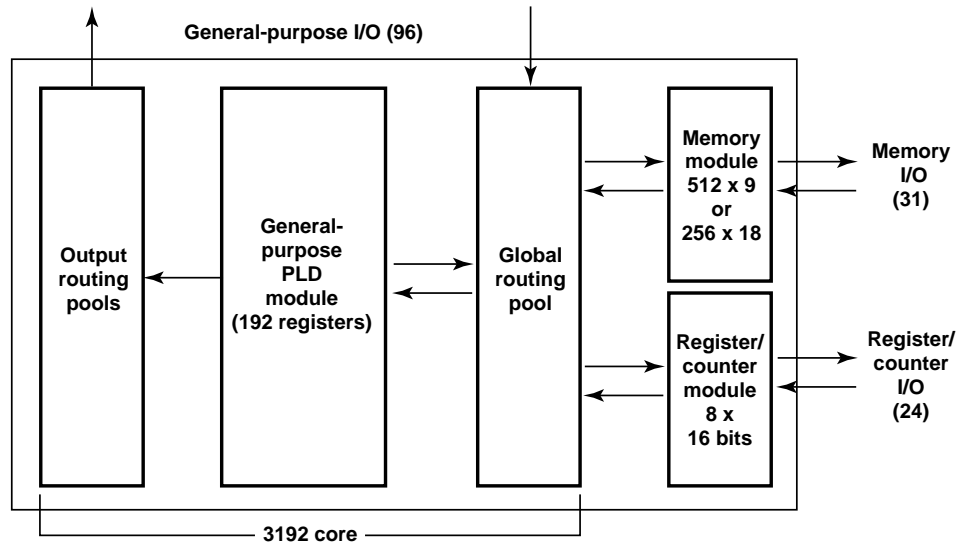 General-purpose I/O (96)
Output
routing
pools
General-
purpose
PLD
module
(192 registers)
Global
routing
pool
Memory
module
512 x 9
or
256 x 18
Memory
I/O
(31)
Register/
counter
module
8 x
16 bits
Register/
counter
I/O
(24)
3192 core